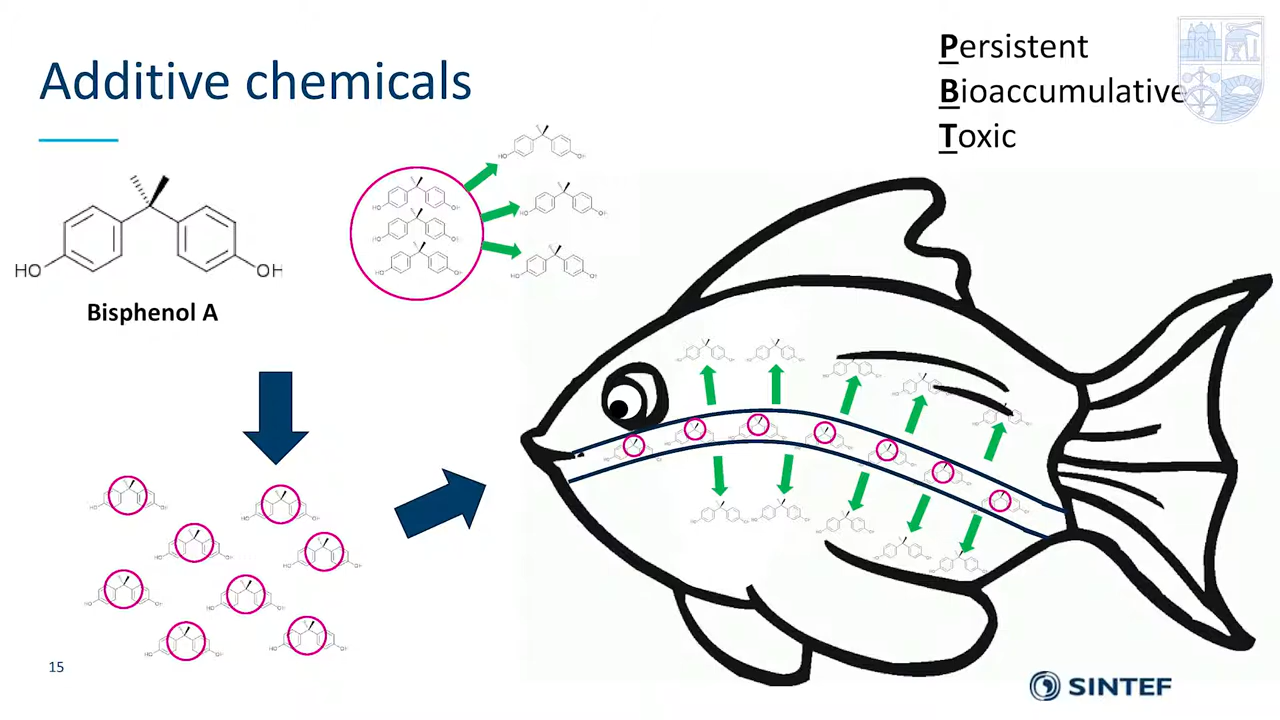 Additive chemicals
Persistent
Bioaccumulative
Toxic
HO
OH
Bisphenol A
15
SINTEF